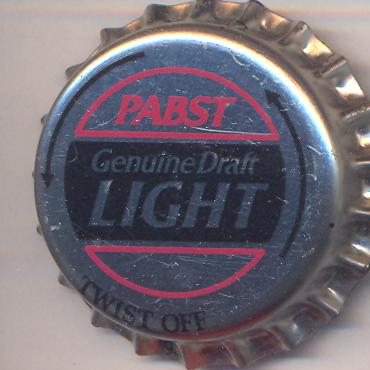 PABST
Genuine Draft
LIGHT
TWIST OFF